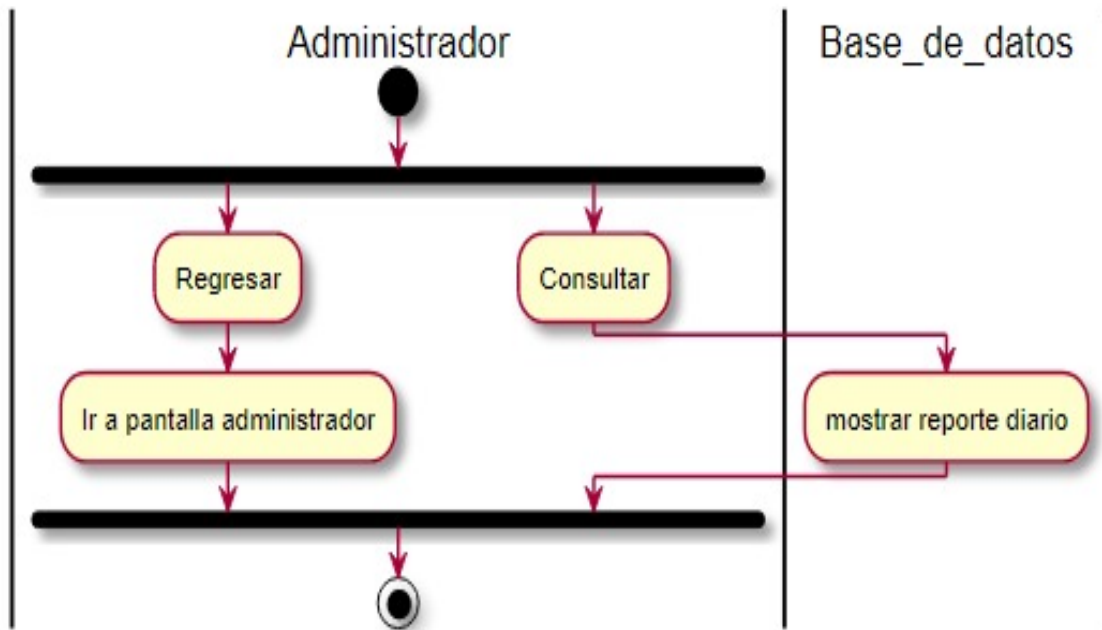 Administrador
Base_de_datos
Regresar
Consultar
Ir a pantalla administrador
mostrar reporte diario